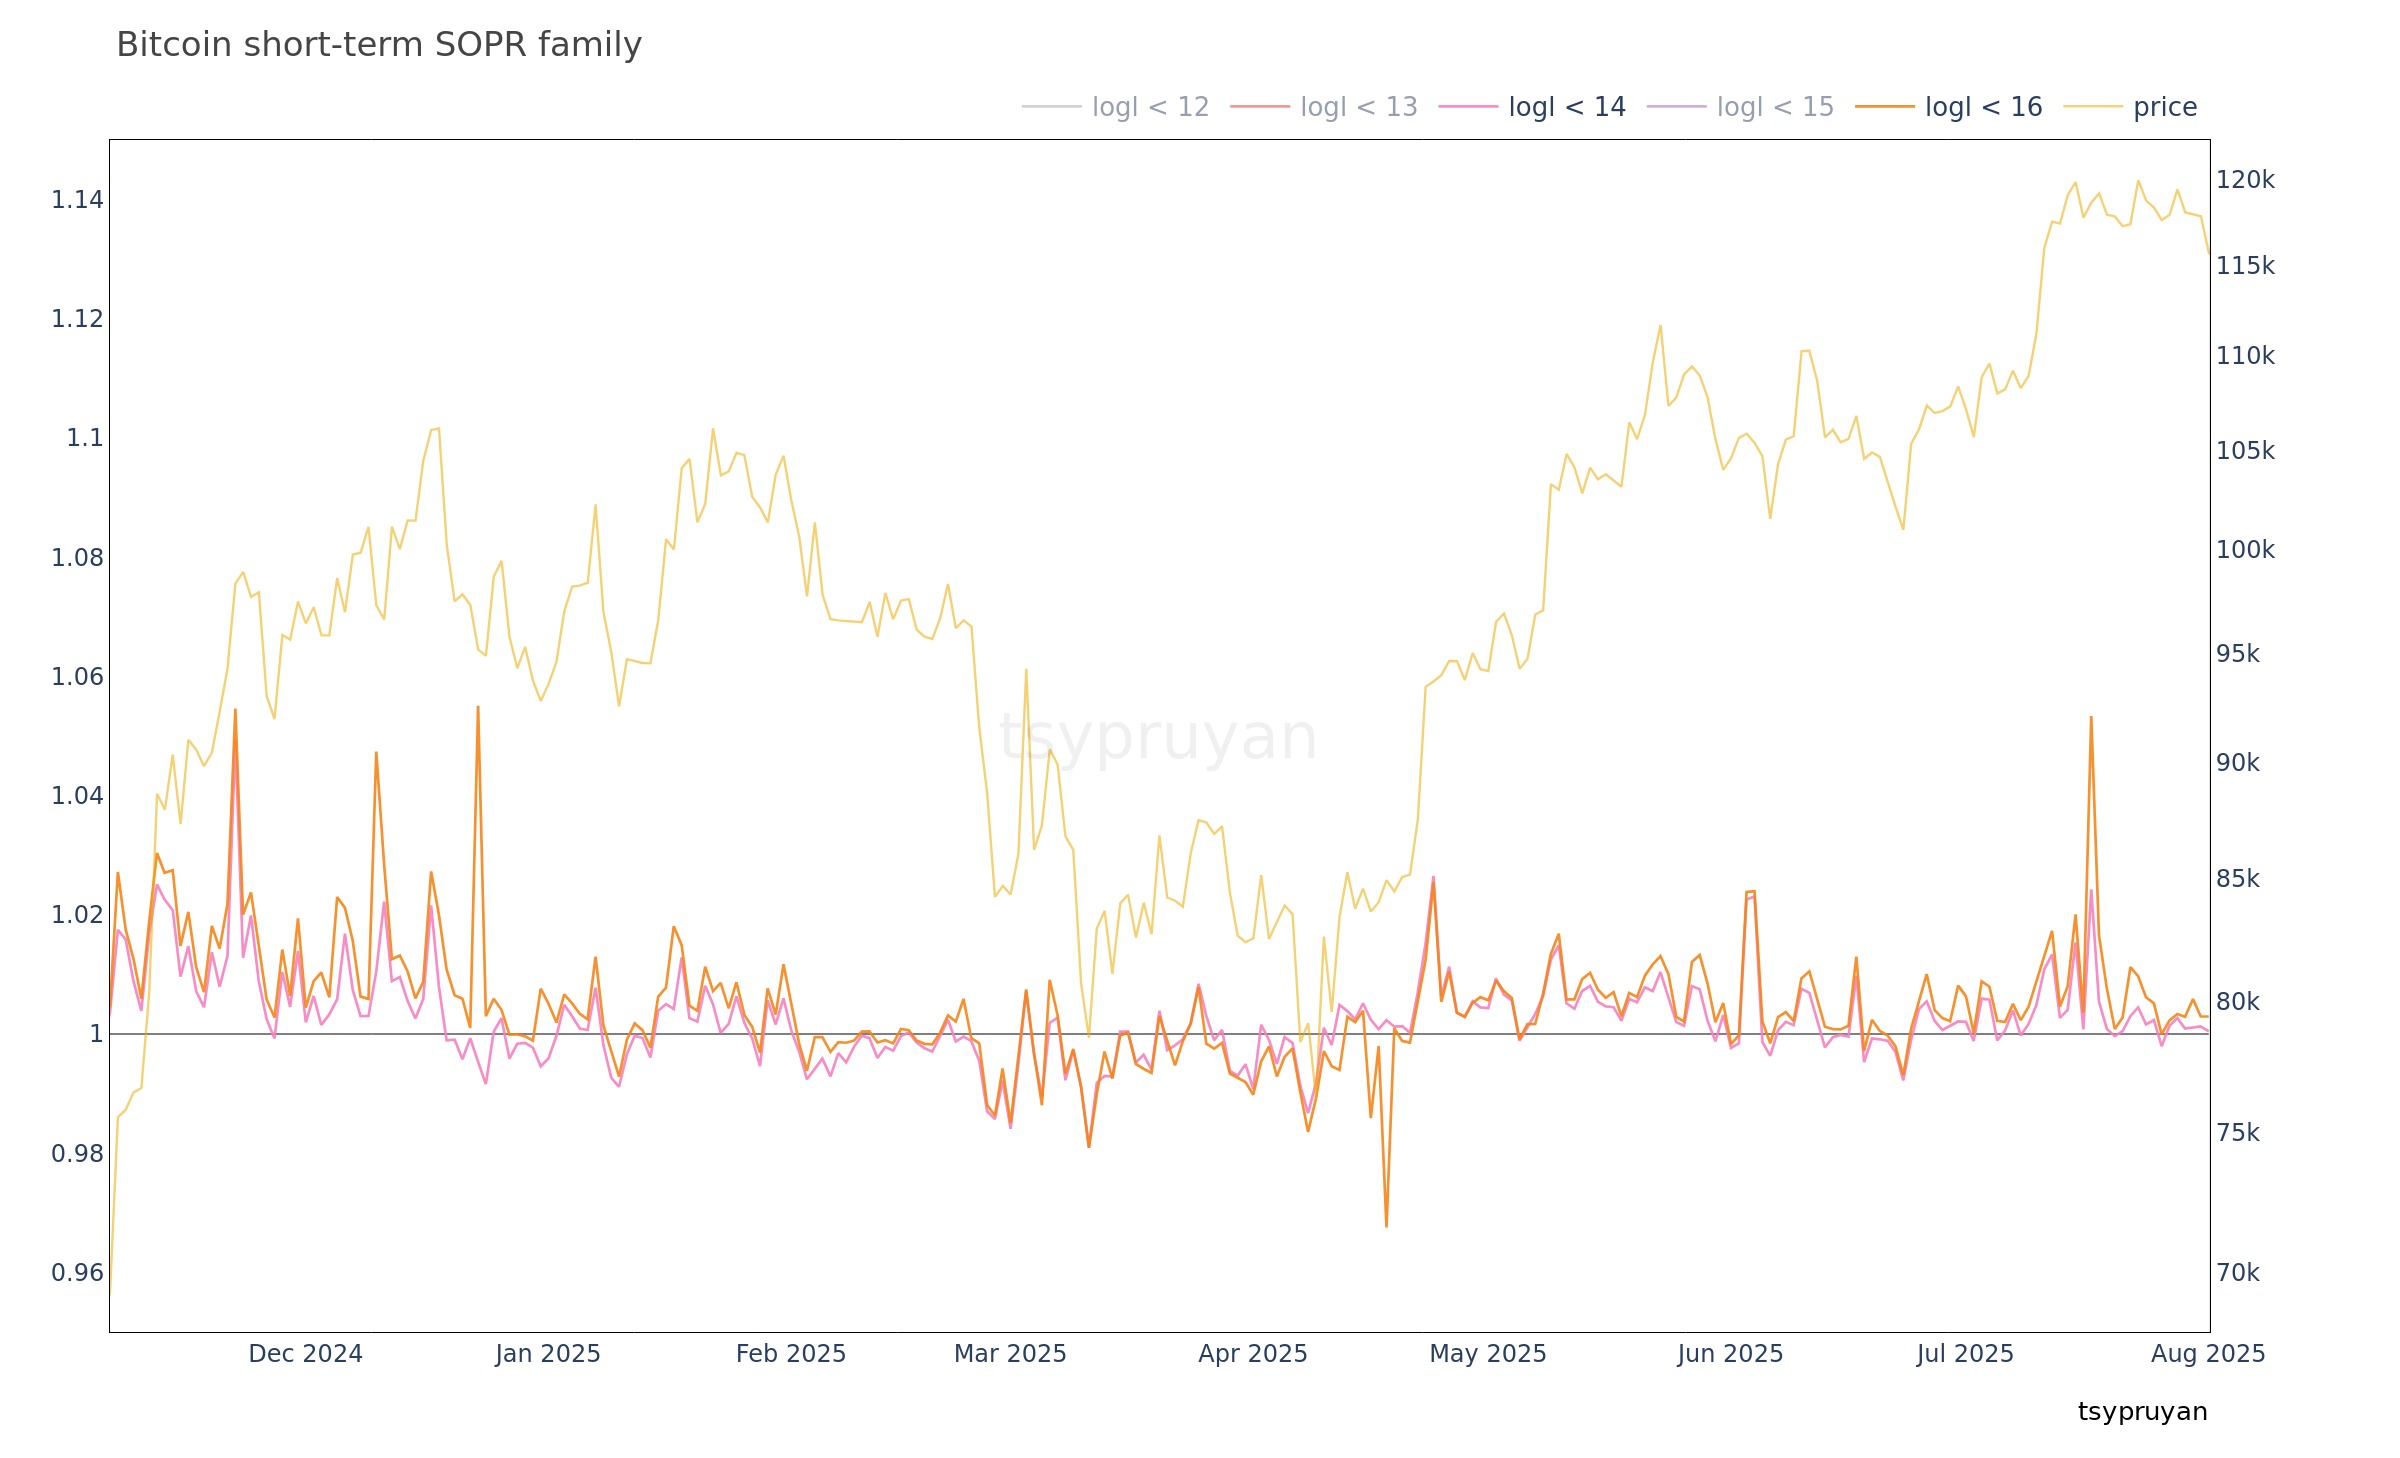 Bitcoin short-term SOPR family
logl < 12 logl < 13 logl < 14 logl < 15 logl < 16 price
1.14
1.12
1.1
1.08
1.06
1.04
1.02
1
0.98
0.96
120k
115k
110k
105k
100k
95k
90k
85k
80k
75k
70k
tsypruyan
Dec 2024 Jan 2025 Feb 2025 Mar 2025 Apr 2025 May 2025 Jun 2025 Jul 2025 Aug 2025
tsypruyan